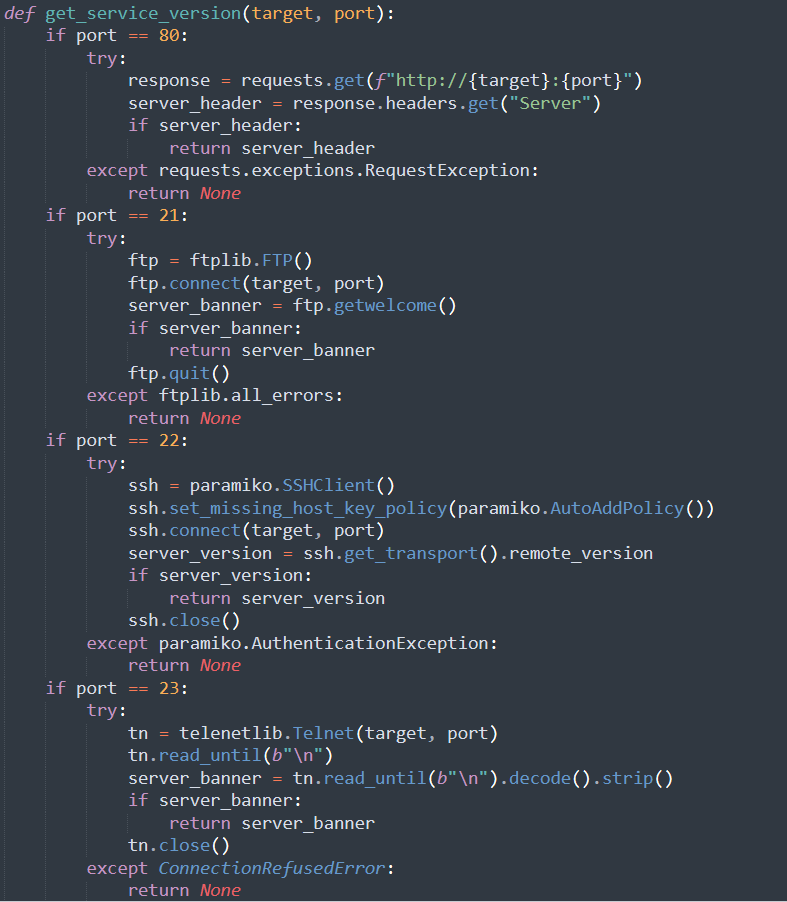 def get_service_version(target, port):
    if port == 80:
        try:
            response = requests.get(f"http://{target}:{port}")
            server_header = response.headers.get("Server")
            if server_header:
                return server_header
        except requests.exceptions.RequestException:
            return None
    if port == 21:
        try:
            ftp = ftplib.FTP()
            ftp.connect(target, port)
            server_banner = ftp.getwelcome()
            if server_banner:
                return server_banner
            ftp.quit()
        except ftplib.all_errors:
            return None
    if port == 22:
        try:
            ssh = paramiko.SSHClient()
            ssh.set_missing_host_key_policy(paramiko.AutoAddPolicy())
            ssh.connect(target, port)
            server_version = ssh.get_transport().remote_version
            if server_version:
                return server_version
            ssh.close()
        except paramiko.AuthenticationException:
            return None
    if port == 23:
        try:
            tn = telenetlib.Telnet(target, port)
            tn.read_until(b"\n")
            server_banner = tn.read_until(b"\n").decode().strip()
            if server_banner:
                return server_banner
            tn.close()
        except ConnectionRefusedError:
            return None